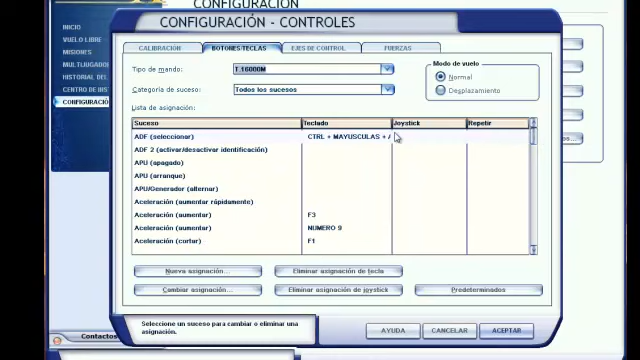 CONFIGURACIÓN
CONFIGURACIÓN - CONTROLES
INICIO
VUELO LIBRE
MISIONES
MULTIJUGADOR
HISTORIAL DEL
CENTRO DE
CONFIGURACIÓ
CALIBRACIÓN
BOTONES/TECLAS
EJES DE CONTROL
FUERZAS
Tipo de mando:
T.16000M
Categoría de suceso:
Todos los sucesos
Modo de vuelo
Normal
Desplazamiento
Lista de asignación:
Suceso Teclado Joystick Repetir
ADF (seleccionar) CTRL + MAYUSCULAS + A
ADF 2 (activar/desactivar identificación)
APU (apagado)
APU (arranque)
APU/Generador (alternar)
Aceleración (aumentar rápidamente)
Aceleración (aumentar) F3
Aceleración (aumentar) NUMERO 9
Aceleración (cortar) F1
Nueva asignación...
Eliminar asignación de tecla
Cambiar asignación...
Eliminar asignación de joystick
Predeterminados
Seleccione un suceso para cambiar o eliminar una
asignación.
AYUDA
CANCELAR
ACEPTAR
Contactos